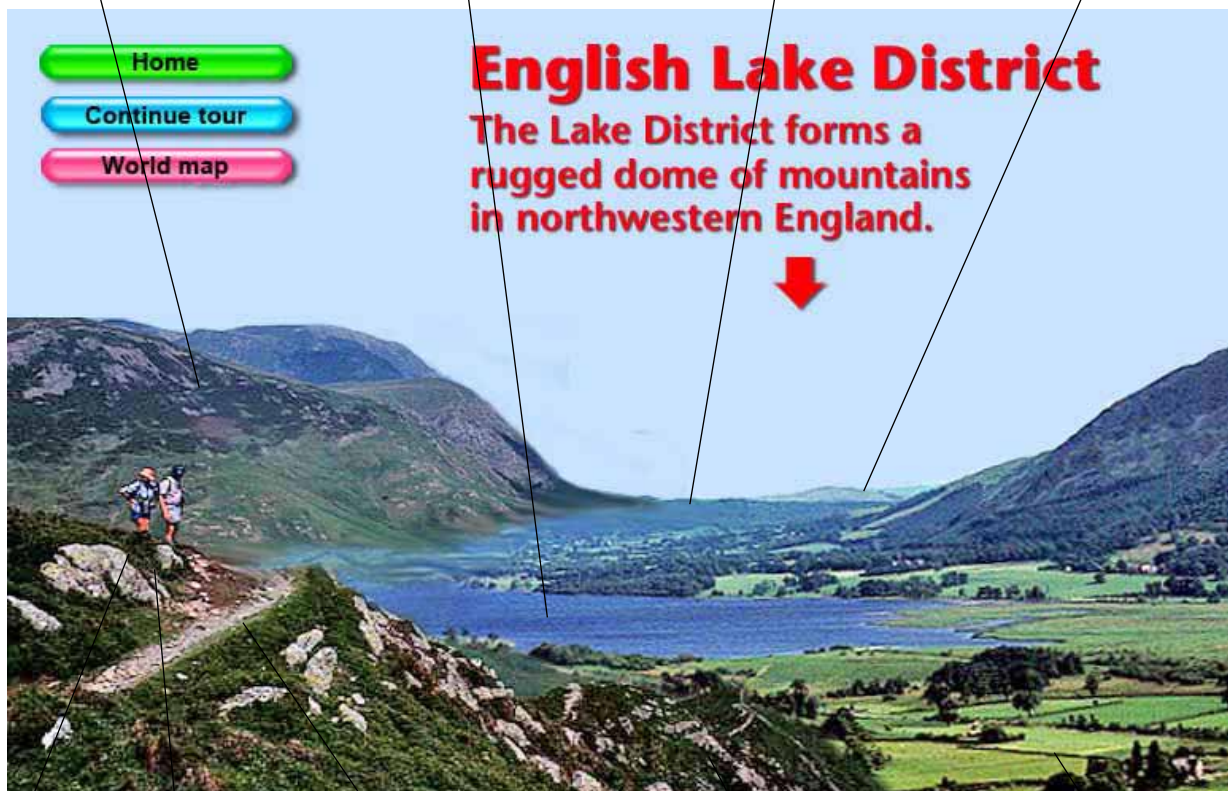 Home
Continue tour
World map
English Lake District
The Lake District forms a
rugged dome of mountains
in northwestern England.